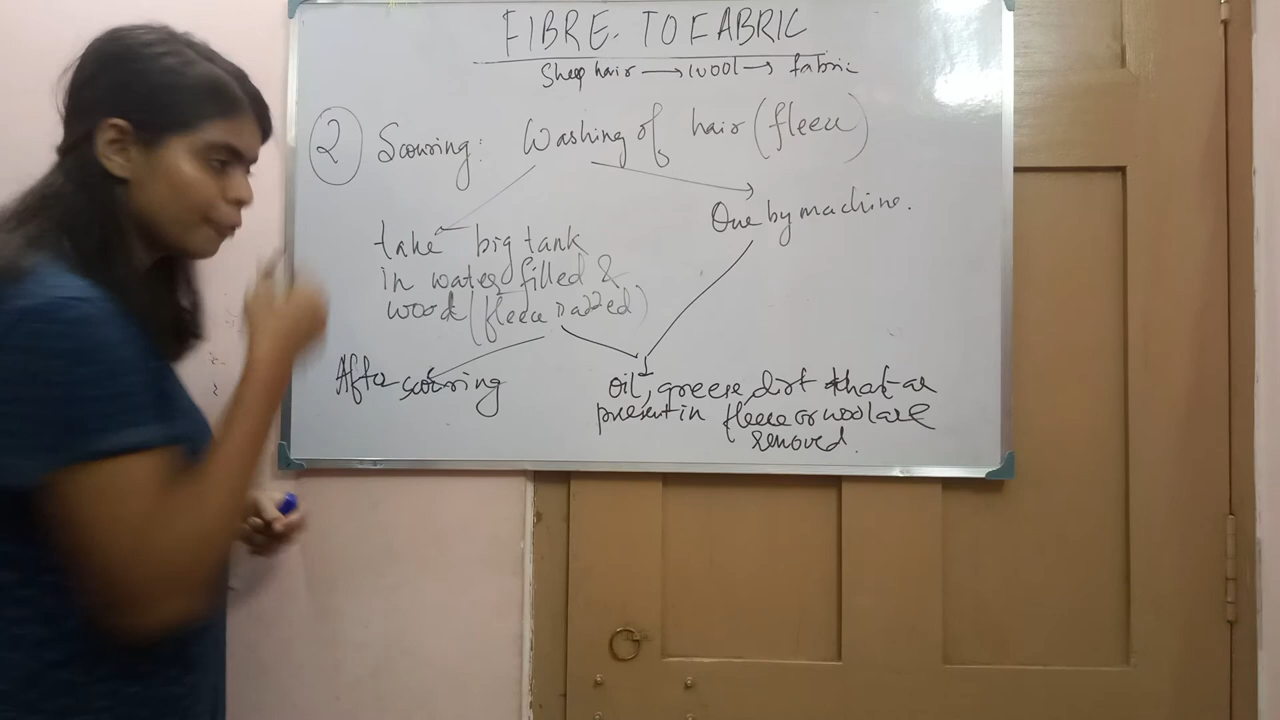 FIBRE TO FABRIC
Sheep hair → wool → fabric
② Scouring: Washing of hair (fleece)
take big tank
in water filled &
wood (fleece is added)
One by machine.
After scouring
oil, greese, dirt that are
present in fleece or wool are
removed.